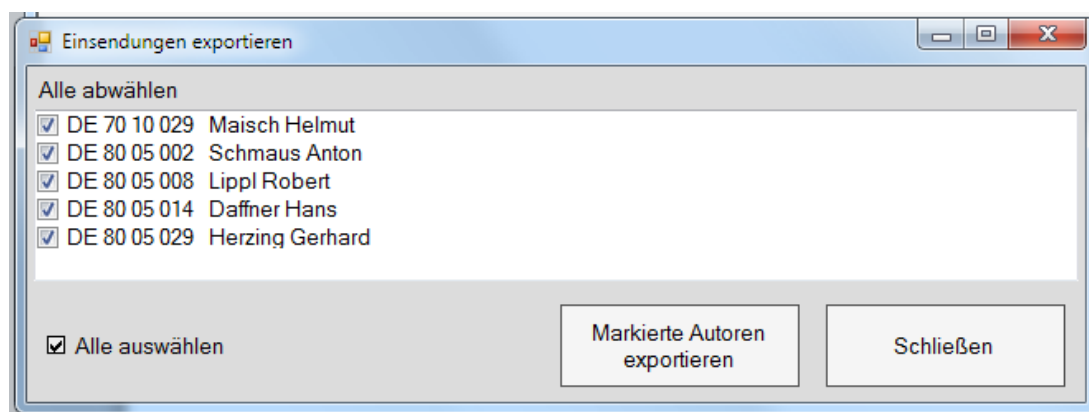 Einsendungen exportieren
Alle abwählen
DE 70 10 029 Maisch Helmut
DE 80 05 002 Schmaus Anton
DE 80 05 008 Lippl Robert
DE 80 05 014 Daffner Hans
DE 80 05 029 Herzing Gerhard
Alle auswählen
Markierte Autoren
exportieren
Schließen